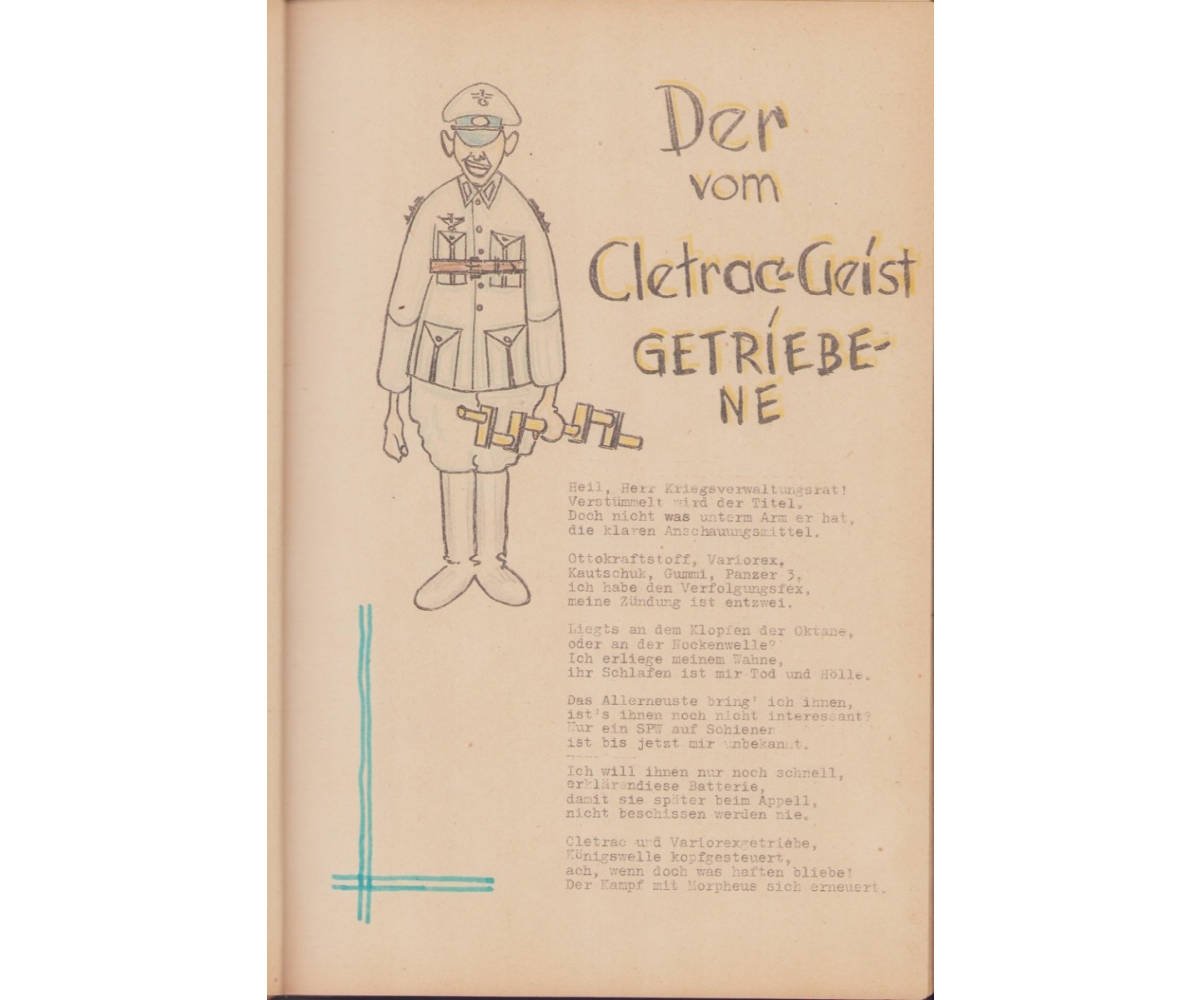 Der
vom
Cletrac-Geist
GETRIEBE-
NE
Heil, Herr Kriegsverwaltungsrat!
Verstümmelt wird der Titel.
Doch nicht was unterm Arm er hat,
die klaren Anschauungsmittel.
Ottokraftstoff, Variorex,
Kautschuk, Gummi, Panzer 3,
ich habe den Verfolgungsfex,
meine Zündung ist entzwei.
Liegts an dem Klopfen der Oktane,
oder an der Nockenwelle?
Ich erliege meinem Wahne,
ihr Schlafen ist mir Tod und Hölle.
Das Allerneuste bring' ich ihnen,
ist's ihnen noch nicht interessant?
Nur ein SPW auf Schienen
ist bis jetzt mir unbekannt.
Ich will ihnen nur noch schnell,
erklärendiese Batterie,
damit sie später beim Appell,
nicht beschissen werden nie.
Cletrac und Variorexgetriebe,
Königswelle kopfgesteuert,
ach, wenn doch was haften bliebe!
Der Kampf mit Morpheus sich erneuert.